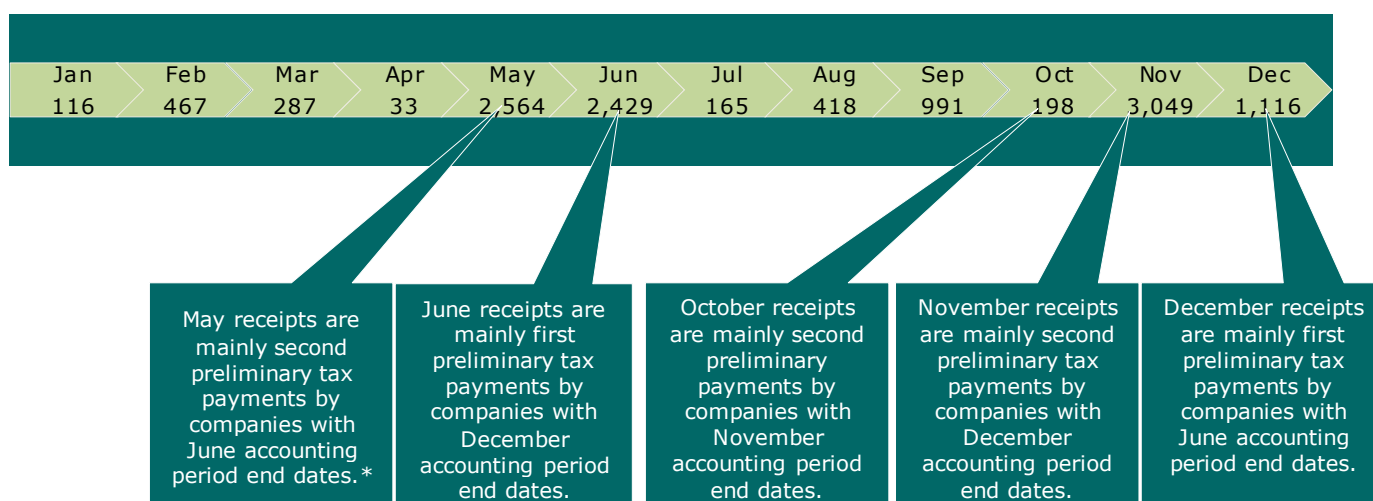 Jan Feb Mar Apr May Jun Jul Aug Sep Oct Nov Dec
116 467 287 33 2,564 2,429 165 418 991 198 3,049 1,116
May receipts are
mainly second
preliminary tax
payments by
companies with
June accounting
period end dates.*
June receipts are
mainly first
preliminary tax
payments by
companies with
December
accounting period
end dates.
October receipts
are mainly second
preliminary
payments by
companies with
November
accounting period
end dates.
November receipts
are mainly second
preliminary tax
payments by
companies with
December
accounting period
end dates.
December receipts
are mainly first
preliminary tax
payments by
companies with
June accounting
period end dates.